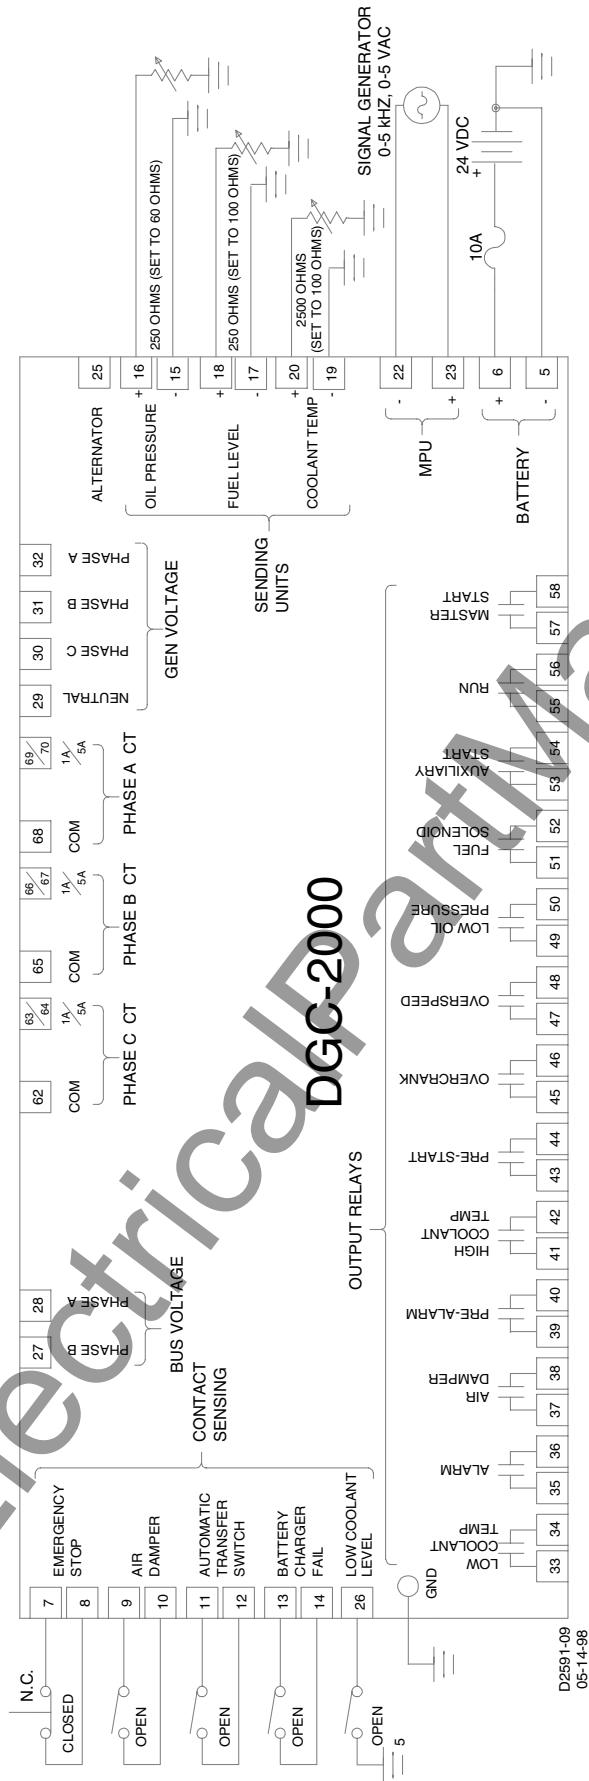 SIGNAL GENERATOR
0-5 kHZ, 0-5 VAC
250 OHMS (SET TO 60 OHMS)
250 OHMS (SET TO 100 OHMS)
2500 OHMS
(SET TO 100 OHMS)
10A
24 VDC
+
25
16
15
18
17
20
19
22
23
6
5
ALTERNATOR
+
OIL PRESSURE
-
+
FUEL LEVEL
-
+
COOLANT TEMP
-
SENDING
UNITS
-
MPU
+
+
BATTERY
-
32
PHASE A
31
PHASE B
30
PHASE C
29
NEUTRAL
GEN VOLTAGE
69/70
1A/5A
68
COM
PHASE A CT
66/67
1A/5A
65
COM
PHASE B CT
63/64
1A/5A
62
COM
PHASE C CT
28
PHASE A
27
PHASE B
BUS VOLTAGE
DGC-2000
OUTPUT RELAYS
MASTER
START
58
57
RUN
56
55
AUXILIARY
START
54
53
FUEL
SOLENOID
52
51
LOW OIL
PRESSURE
50
49
OVERSPEED
48
47
OVERCRANK
46
45
PRE-START
44
43
HIGH
COOLANT
TEMP
42
41
PRE-ALARM
40
39
AIR
DAMPER
38
37
ALARM
36
35
LOW
COOLANT
TEMP
34
33
CONTACT
SENSING
EMERGENCY
STOP
7
8
N.C.
CLOSED
AIR
DAMPER
9
10
OPEN
AUTOMATIC
TRANSFER
SWITCH
11
12
OPEN
BATTERY
CHARGER
FAIL
13
14
OPEN
LOW COOLANT
LEVEL
26
OPEN
5
GND
D2591-09
05-14-98
ElectricalPartMa